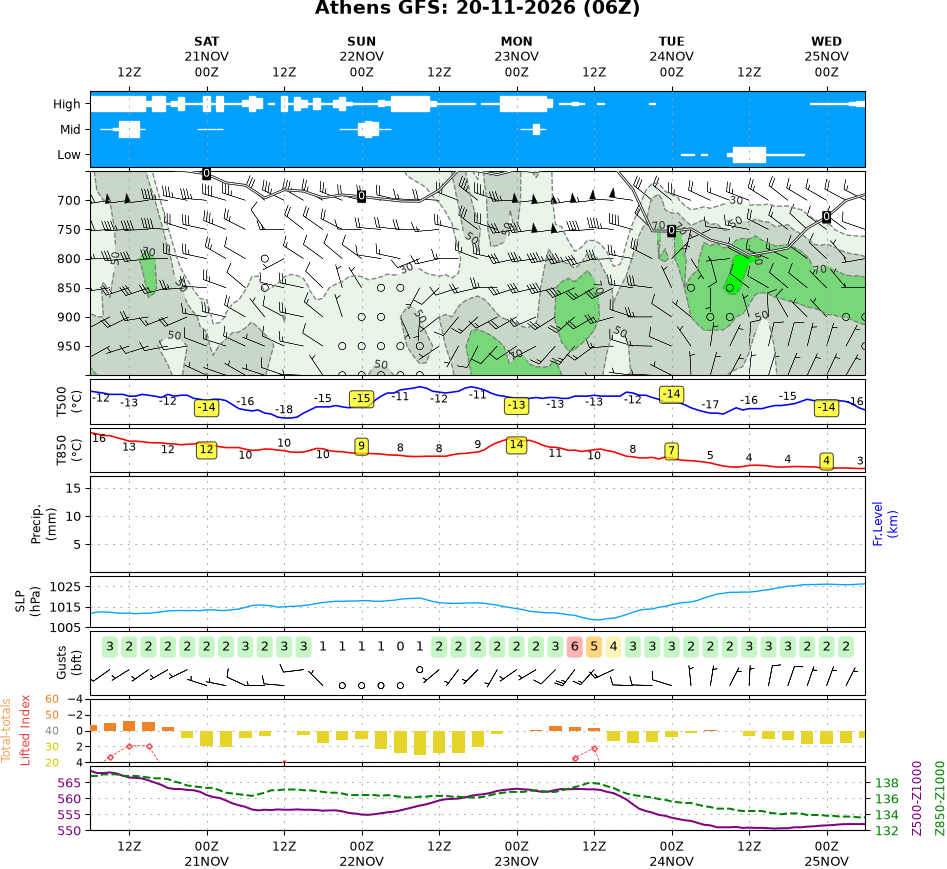 Athens GFS: 20-11-2026 (06Z)
SAT SUN MON TUE WED
21NOV 22NOV 23NOV 24NOV 25NOV
12Z 00Z 12Z 00Z 12Z 00Z 12Z 00Z 12Z 00Z
High
Mid
Low
0 0 0 0 0
700
750
800
850
900
950
30 50 70
T500 (°C)
-12 -13 -12 -14 -16 -18 -15 -15 -11 -12 -11 -13 -13 -13 -12 -14 -17 -16 -15 -14 -16
T850 (°C)
16 13 12 12 10 10 10 9 8 8 9 14 11 10 8 7 5 4 4 4 3
Precip. (mm)
15
10
5
Fr.Level (km)
SLP (hPa)
1025
1015
1005
Gusts (bft)
3 2 2 2 2 2 2 3 2 3 3 1 1 1 1 0 1 2 2 2 2 2 2 3 6 5 4 3 3 3 2 2 2 3 3 3 2 2 2
Total-totals
Lifted Index
60 −4
50 −2
40 0
30 2
20 4
565
560
555
550
138
136
134
132
Z500-Z1000
Z850-Z1000
12Z 00Z 12Z 00Z 12Z 00Z 12Z 00Z 12Z 00Z
21NOV 22NOV 23NOV 24NOV 25NOV